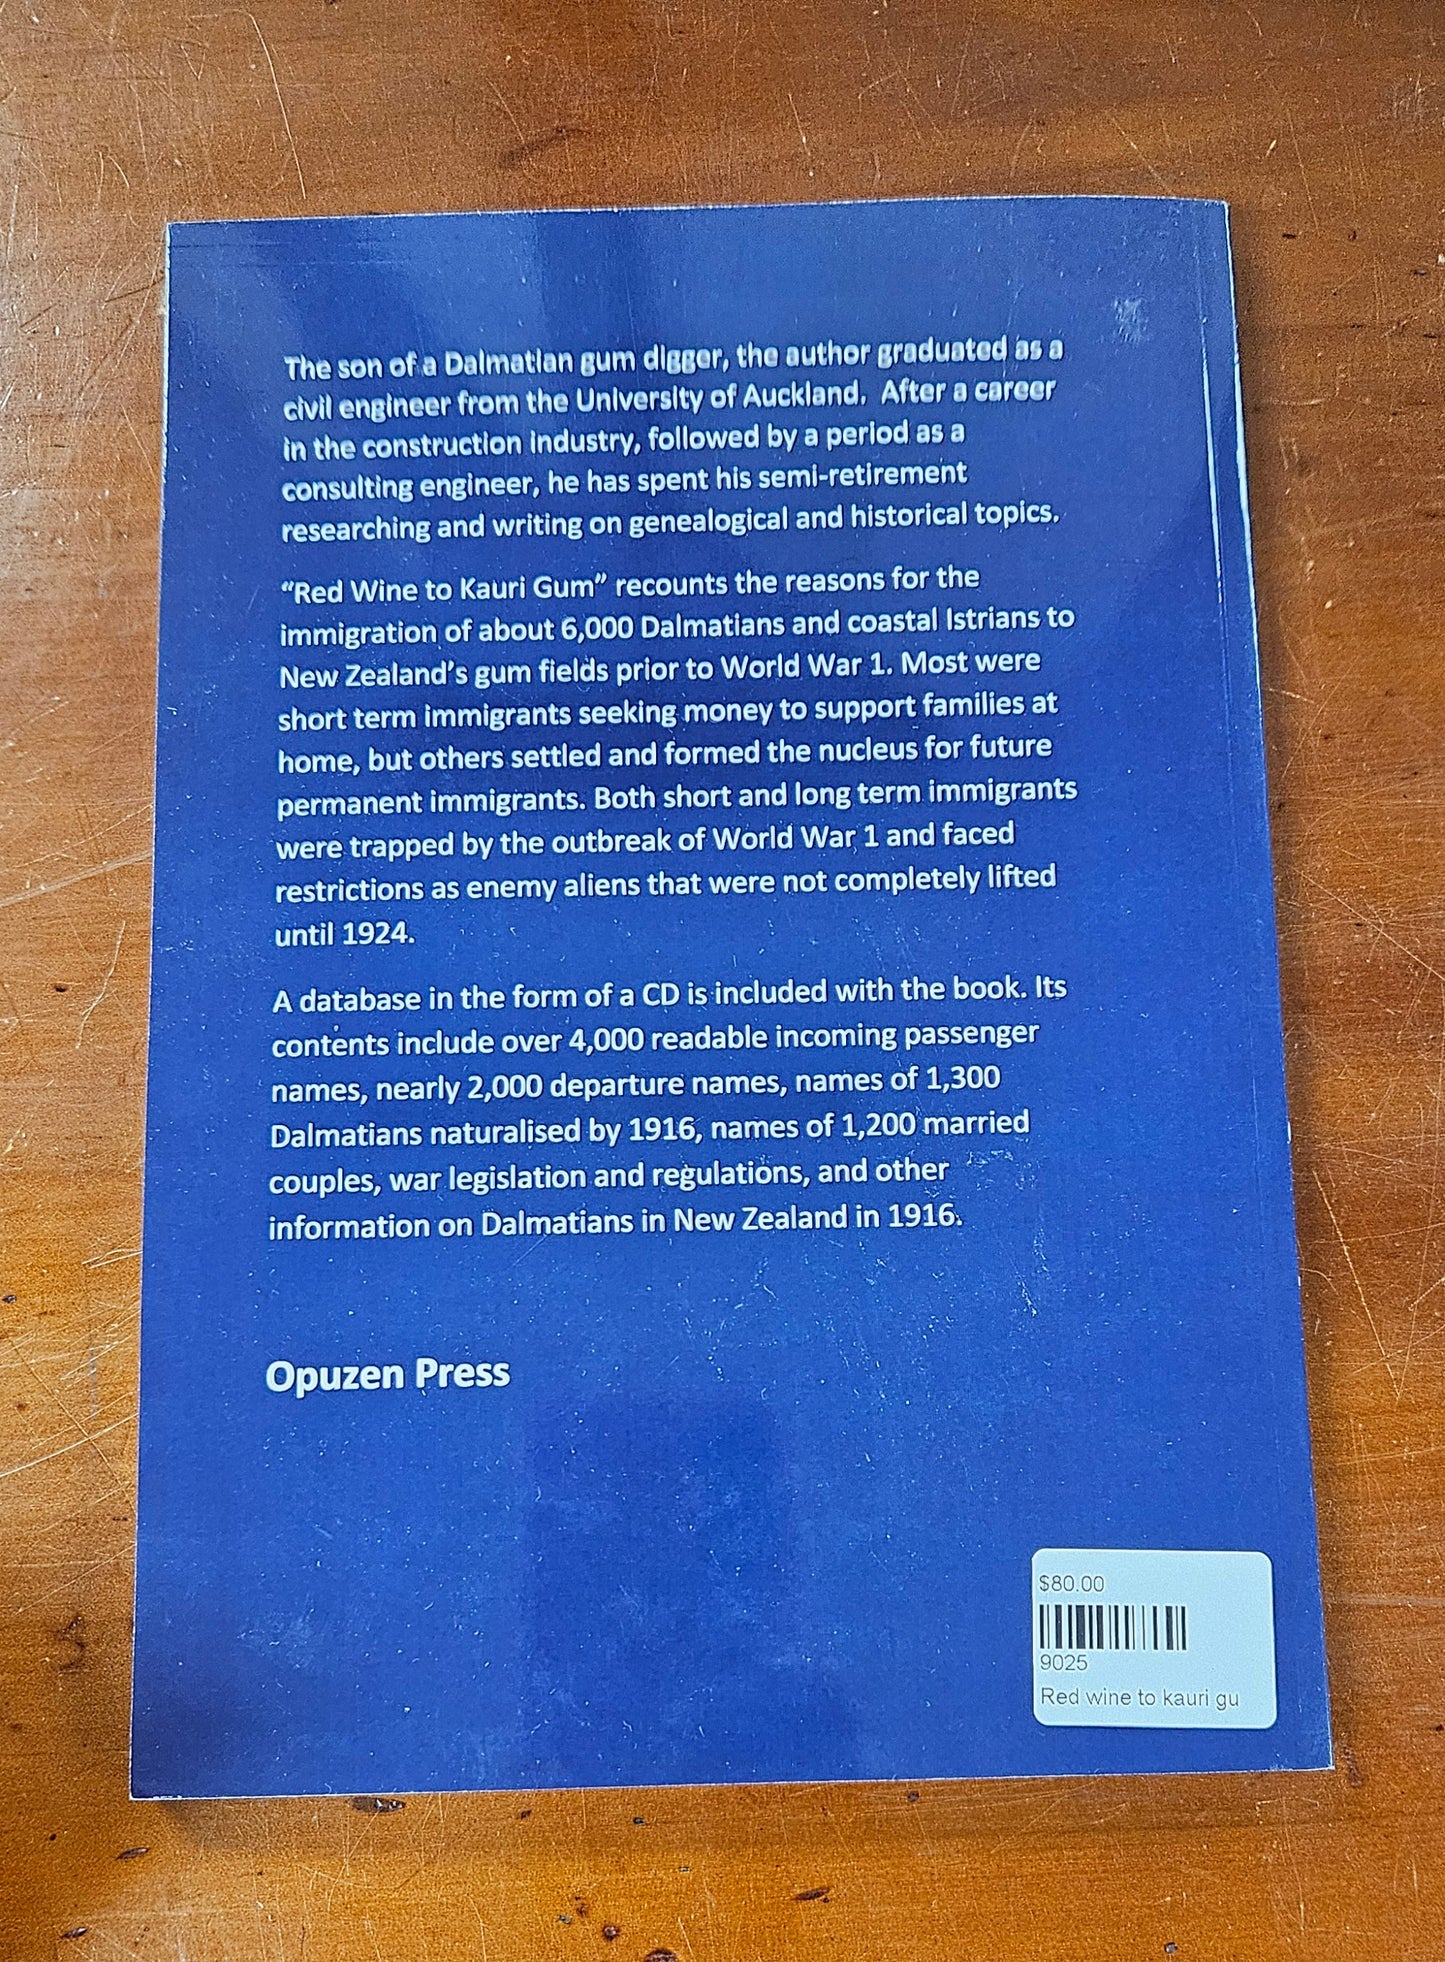 The son of a Dalmatian gum digger, the author graduated as a
civil engineer from the University of Auckland. After a career
in the construction industry, followed by a period as a
consulting engineer, he has spent his semi-retirement
researching and writing on genealogical and historical topics.
“Red Wine to Kauri Gum” recounts the reasons for the
immigration of about 6,000 Dalmatians and coastal Istrians to
New Zealand’s gum fields prior to World War 1. Most were
short term immigrants seeking money to support families at
home, but others settled and formed the nucleus for future
permanent immigrants. Both short and long term immigrants
were trapped by the outbreak of World War 1 and faced
restrictions as enemy aliens that were not completely lifted
until 1924.
A database in the form of a CD is included with the book. Its
contents include over 4,000 readable incoming passenger
names, nearly 2,000 departure names, names of 1,300
Dalmatians naturalised by 1916, names of 1,200 married
couples, war legislation and regulations, and other
information on Dalmatians in New Zealand in 1916.
Opuzen Press
$80.00
9025
Red wine to kauri gu